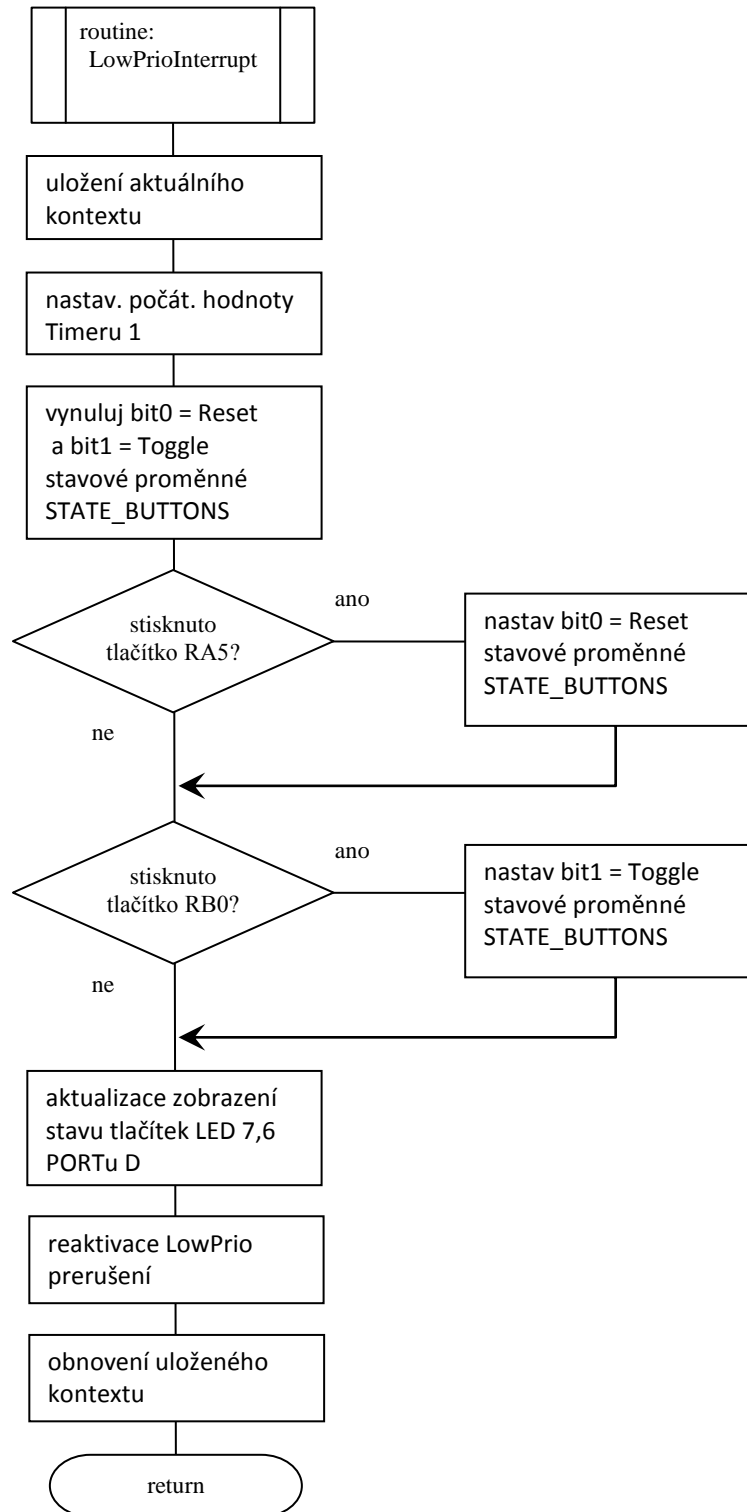 routine:
LowPrioInterrupt
uložení aktuálního
kontextu
nastav. počát. hodnoty
Timeru 1
vynuluj bit0 = Reset
a bit1 = Toggle
stavové proměnné
STATE_BUTTONS
stisknuto
tlačítko RA5?
ano
nastav bit0 = Reset
stavové proměnné
STATE_BUTTONS
ne
stisknuto
tlačítko RB0?
ano
nastav bit1 = Toggle
stavové proměnné
STATE_BUTTONS
ne
aktualizace zobrazení
stavu tlačítek LED 7,6
PORTu D
reaktivace LowPrio
prerušení
obnovení uloženého
kontextu
return